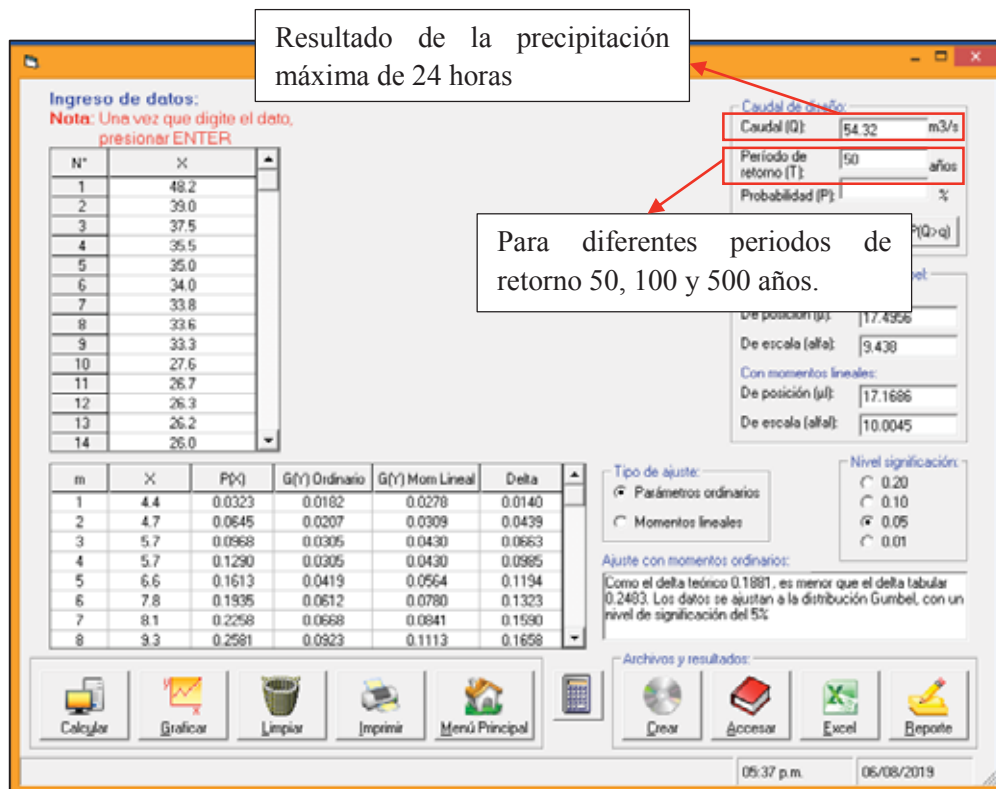 Resultado de la precipitación
máxima de 24 horas
Ingreso de datos:
Nota: Una vez que digite el dato,
presionar ENTER
N° X
1 48.2
2 39.0
3 37.5
4 35.5
5 35.0
6 34.0
7 33.8
8 33.6
9 33.3
10 27.6
11 26.7
12 26.3
13 26.2
14 26.0
Caudal de diseño:
Caudal (Q): 54.32 m3/s
Período de
retorno (T): 50 años
Probabilidad (P): %
P(Q>q)
Para diferentes periodos de
retorno 50, 100 y 500 años.
De posición (µ): 17.4956
De escala (alfa): 9.438
Con momentos lineales:
De posición (µl): 17.1686
De escala (alfal): 10.0045
m X P(X) G(Y) Ordinario G(Y) Mom Lineal Delta
1 4.4 0.0323 0.0182 0.0278 0.0140
2 4.7 0.0645 0.0207 0.0309 0.0439
3 5.7 0.0968 0.0305 0.0430 0.0663
4 5.7 0.1290 0.0305 0.0430 0.0985
5 6.6 0.1613 0.0419 0.0564 0.1194
6 7.8 0.1935 0.0612 0.0780 0.1323
7 8.1 0.2258 0.0668 0.0841 0.1590
8 9.3 0.2581 0.0923 0.1113 0.1658
Tipo de ajuste:
Parámetros ordinarios
Momentos lineales
Nivel significación:
0.20
0.10
0.05
0.01
Ajuste con momentos ordinarios:
Como el delta teórico 0.1881, es menor que el delta tabular
0.2483. Los datos se ajustan a la distribución Gumbel, con un
nivel de significación del 5%
Calcular Graficar Limpiar Imprimir Menú Principal
Archivos y resultados:
Crear Accesar Excel Reporte
05:37 p.m. 06/08/2019